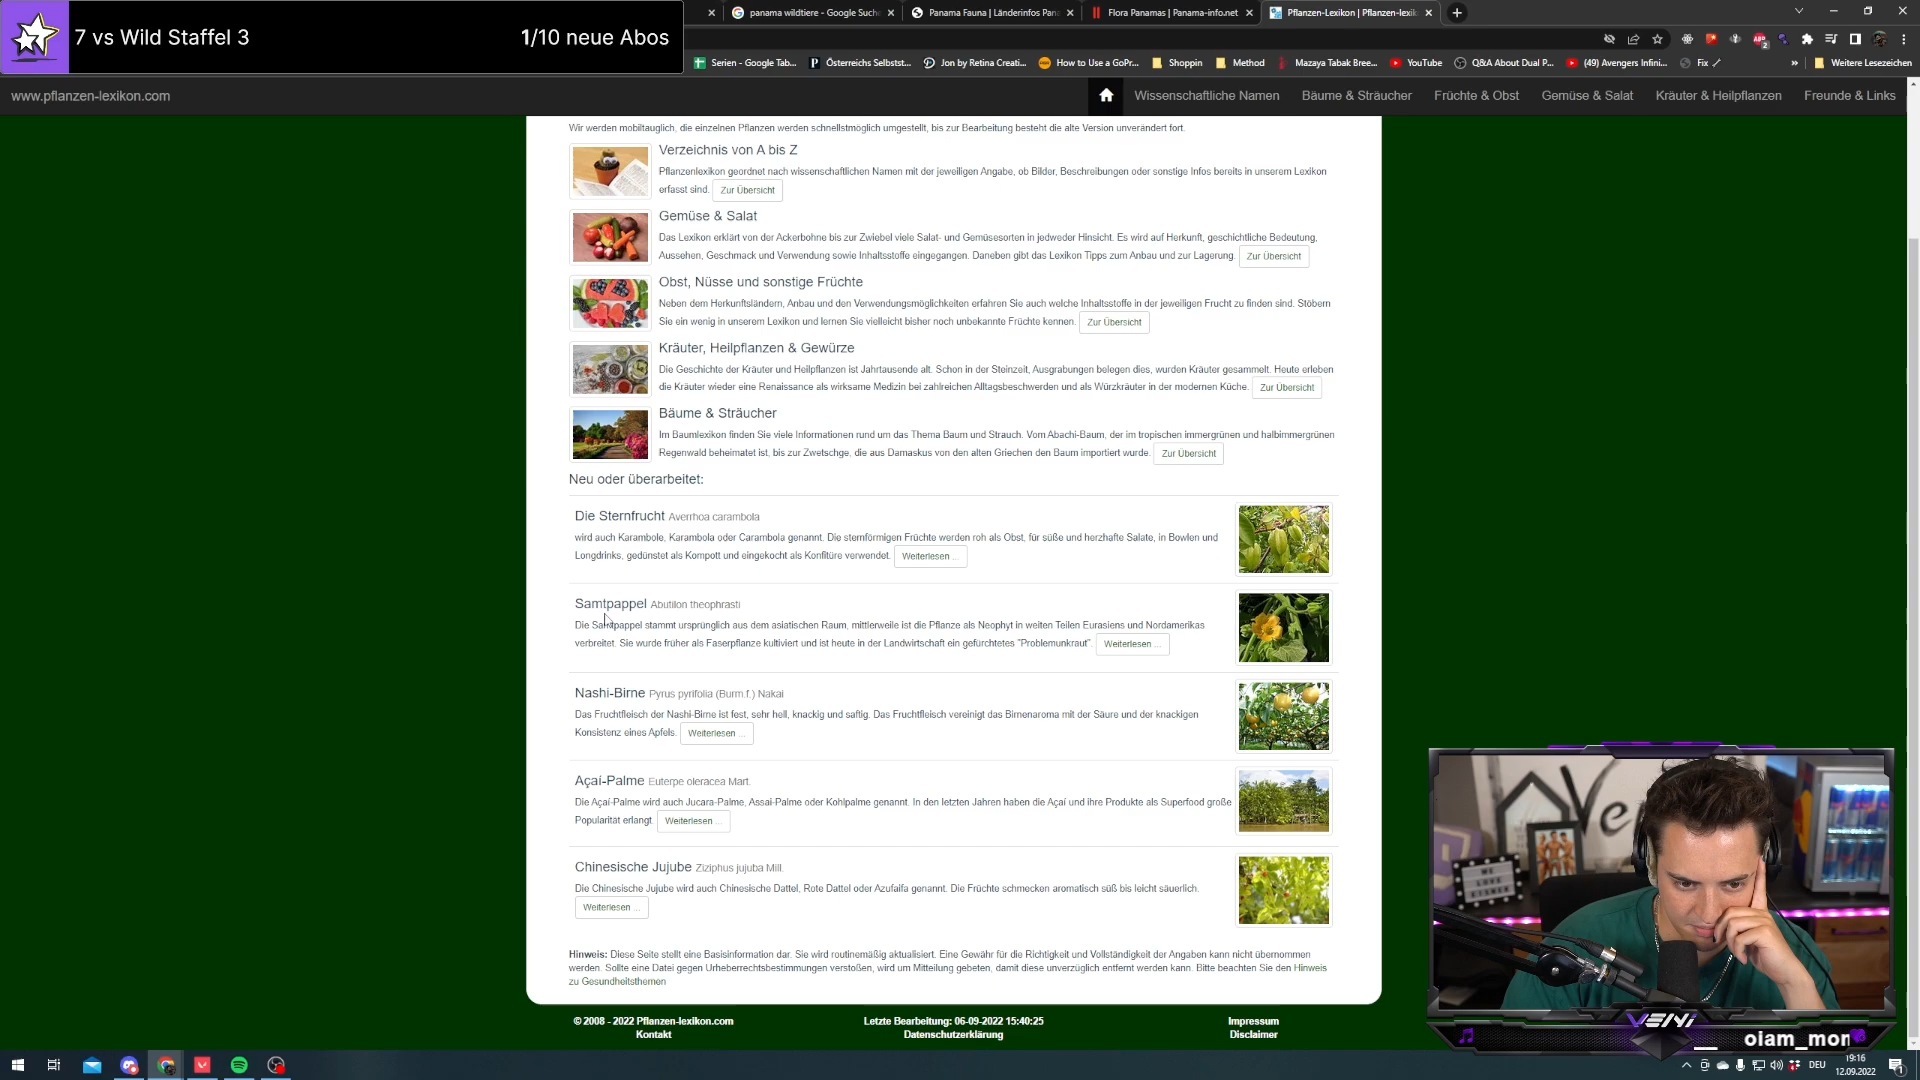 7 vs Wild Staffel 3
1/10 neue Abos
panama wildtiere - Google Such
Panama Fauna | Länderinfos Pan
Flora Panamas | Panama-info.net
Pflanzen-Lexikon | Pflanzen-lexik
Serien - Google Tab...
Österreichs Selbstst...
Jon by Retina Creati...
How to Use a GoPr...
Shoppin
Method
Mazaya Tabak Bree...
YouTube
Q&A About Dual P...
(49) Avengers Infini...
Fix
»
Weitere Lesezeichen
www.pflanzen-lexikon.com
Wissenschaftliche Namen
Bäume & Sträucher
Früchte & Obst
Gemüse & Salat
Kräuter & Heilpflanzen
Freunde & Links
Wir werden mobiltauglich, die einzelnen Pflanzen werden schnellstmöglich umgestellt, bis zur Bearbeitung besteht die alte Version unverändert fort.
Verzeichnis von A bis Z
Pflanzenlexikon geordnet nach wissenschaftlichen Namen mit der jeweiligen Angabe, ob Bilder, Beschreibungen oder sonstige Infos bereits in unserem Lexikon
erfasst sind. Zur Übersicht
Gemüse & Salat
Das Lexikon erklärt von der Ackerbohne bis zur Zwiebel viele Salat- und Gemüsesorten in jedweder Hinsicht. Es wird auf Herkunft, geschichtliche Bedeutung,
Aussehen, Geschmack und Verwendung sowie Inhaltsstoffe eingegangen. Daneben gibt das Lexikon Tipps zum Anbau und zur Lagerung. Zur Übersicht
Obst, Nüsse und sonstige Früchte
Neben dem Herkunftsländern, Anbau und den Verwendungsmöglichkeiten erfahren Sie auch welche Inhaltsstoffe in der jeweiligen Frucht zu finden sind. Stöbern
Sie ein wenig in unserem Lexikon und lernen Sie vielleicht bisher noch unbekannte Früchte kennen. Zur Übersicht
Kräuter, Heilpflanzen & Gewürze
Die Geschichte der Kräuter und Heilpflanzen ist Jahrtausende alt. Schon in der Steinzeit, Ausgrabungen belegen dies, wurden Kräuter gesammelt. Heute erleben
die Kräuter wieder eine Renaissance als wirksame Medizin bei zahlreichen Alltagsbeschwerden und als Würzkräuter in der modernen Küche. Zur Übersicht
Bäume & Sträucher
Im Baumlexikon finden Sie viele Informationen rund um das Thema Baum und Strauch. Vom Abachi-Baum, der im tropischen immergrünen und halbimmergrünen
Regenwald beheimatet ist, bis zur Zwetschge, die aus Damaskus von den alten Griechen den Baum importiert wurde. Zur Übersicht
Neu oder überarbeitet:
Die Sternfrucht Averrhoa carambola
wird auch Karambole, Karambola oder Carambola genannt. Die sternförmigen Früchte werden roh als Obst, für süße und herzhafte Salate, in Bowlen und
Longdrinks, gedünstet als Kompott und eingekocht als Konfitüre verwendet. Weiterlesen ...
Samtpappel Abutilon theophrasti
Die Samtpappel stammt ursprünglich aus dem asiatischen Raum, mittlerweile ist die Pflanze als Neophyt in weiten Teilen Eurasiens und Nordamerikas
verbreitet. Sie wurde früher als Faserpflanze kultiviert und ist heute in der Landwirtschaft ein gefürchtetes "Problemunkraut". Weiterlesen ...
Nashi-Birne Pyrus pyrifolia (Burm.f.) Nakai
Das Fruchtfleisch der Nashi-Birne ist fest, sehr hell, knackig und saftig. Das Fruchtfleisch vereinigt das Birnenaroma mit der Säure und der knackigen
Konsistenz eines Apfels. Weiterlesen ...
Açaí-Palme Euterpe oleracea Mart.
Die Açaí-Palme wird auch Jucara-Palme, Assai-Palme oder Kohlpalme genannt. In den letzten Jahren haben die Açaí und ihre Produkte als Superfood große
Popularität erlangt. Weiterlesen ...
Chinesische Jujube Ziziphus jujuba Mill.
Die Chinesische Jujube wird auch Chinesische Dattel, Rote Dattel oder Azufaifa genannt. Die Früchte schmecken aromatisch süß bis leicht säuerlich.
Weiterlesen ...
Hinweis: Diese Seite stellt eine Basisinformation dar. Sie wird routinemäßig aktualisiert. Eine Gewähr für die Richtigkeit und Vollständigkeit der Angaben kann nicht übernommen
werden. Sollte eine Datei gegen Urheberrechtsbestimmungen verstoßen, wird um Mitteilung gebeten, damit diese unverzüglich entfernt werden kann. Bitte beachten Sie den Hinweis
zu Gesundheitsthemen
© 2008 - 2022 Pflanzen-lexikon.com
Kontakt
Letzte Bearbeitung: 06-09-2022 15:40:25
Datenschutzerklärung
Impressum
Disclaimer
Ve
WE
LOVE
VENI
oiam_mon
DEU
19:16
12.09.2022